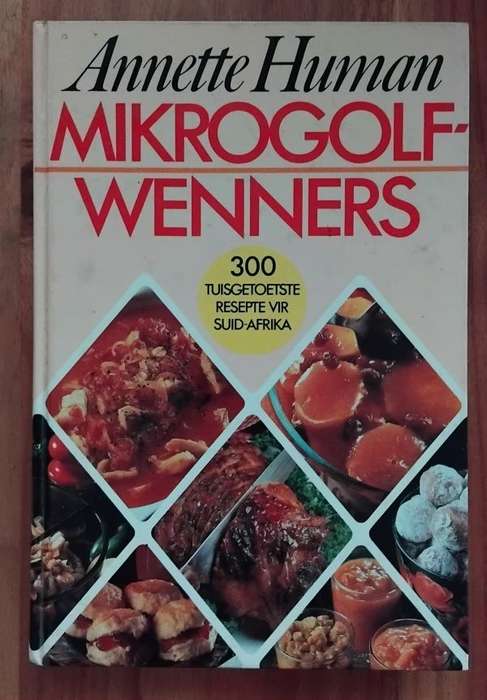 Annette Human
MIKROGOLF-
WENNERS
300
TUISGETOETSTE
RESEPTE VIR
SUID-AFRIKA